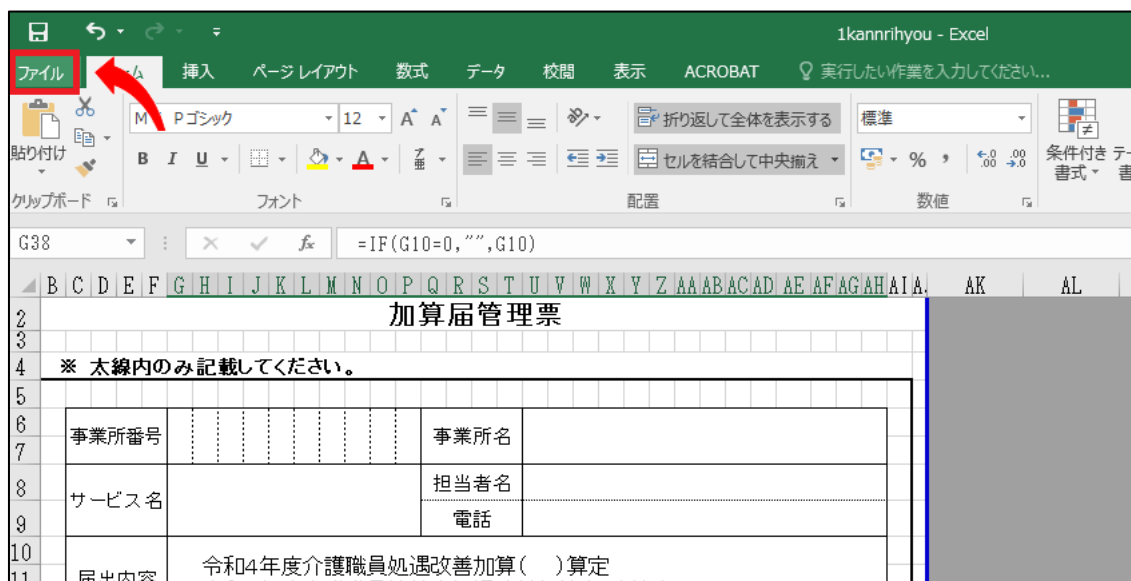 1kannrihyou - Excel
ファイル 挿入 ページ レイアウト 数式 データ 校閲 表示 ACROBAT 実行したい作業を入力してください...
Pゴシック 12 A A 折り返して全体を表示する 標準
貼り付け B I U A セルを結合して中央揃え % , 条件付き
書式
クリップボード フォント 配置 数値
G38 fx =IF(G10=0,"",G10)
B C D E F G H I J K L M N O P Q R S T U V W X Y Z AA AB AC AD AE AF AG AH AI AK AL
2 加算届管理票
3
4 ※ 太線内のみ記載してください。
5
6
事業所番号 事業所名
7
8 担当者名
サービス名
9 電話
10 令和4年度介護職員処遇改善加算( )算定
11 届出内容